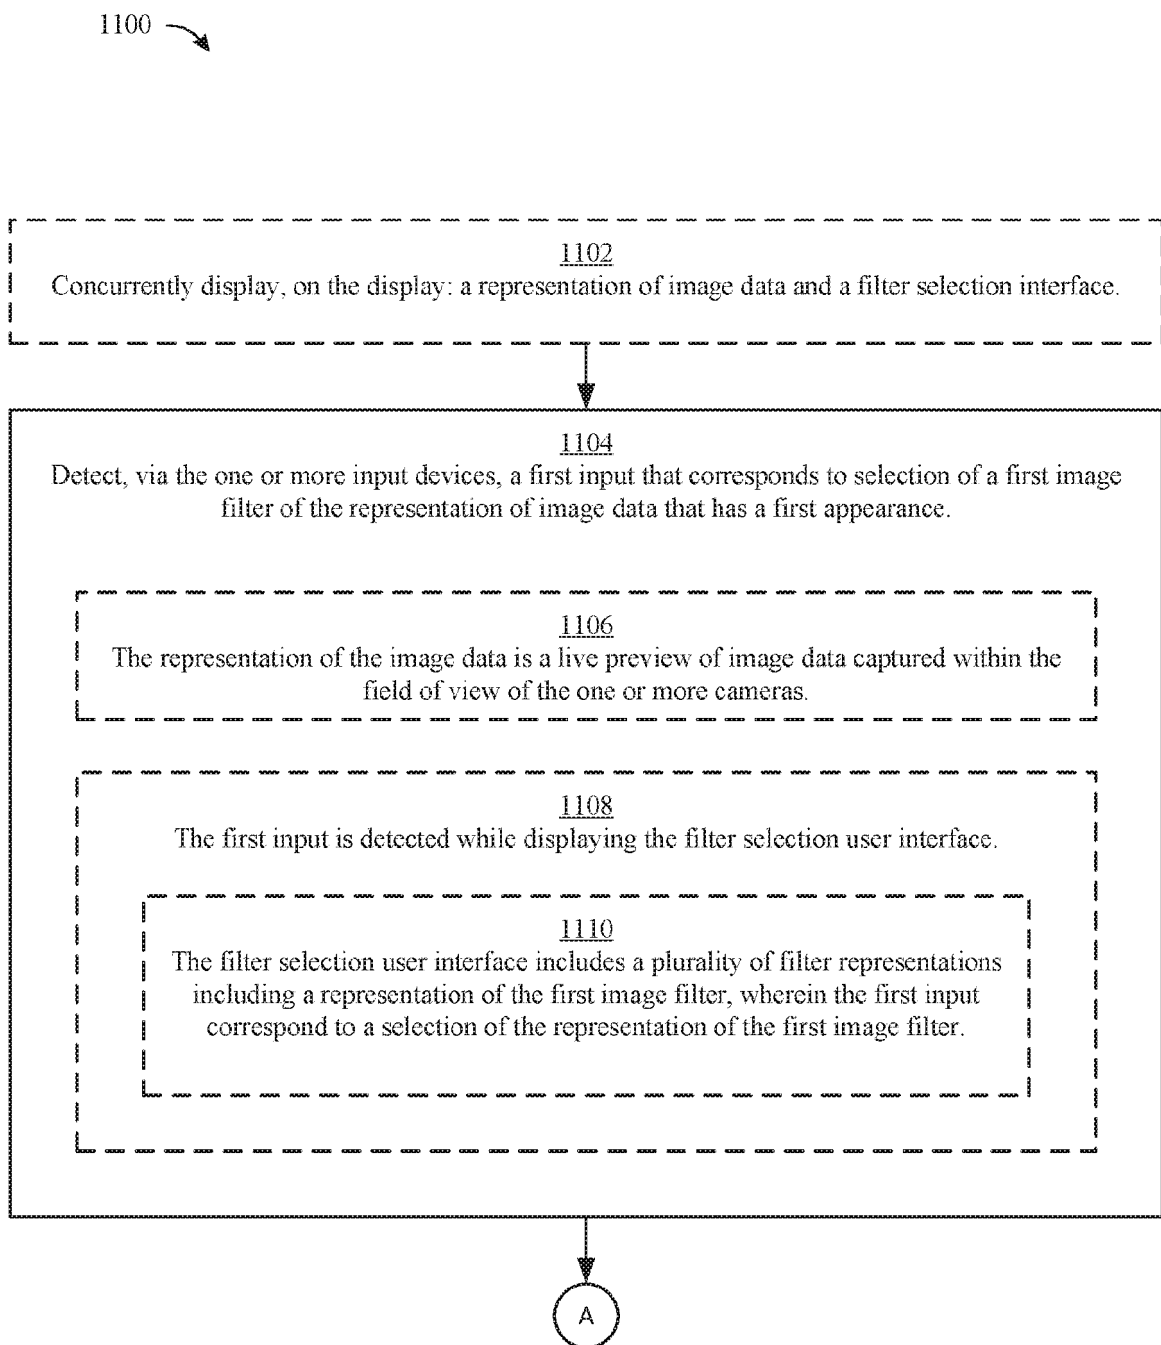 1100
1102
Concurrently display, on the display: a representation of image data and a filter selection interface.
1104
Detect, via the one or more input devices, a first input that corresponds to selection of a first image
filter of the representation of image data that has a first appearance.
1106
The representation of the image data is a live preview of image data captured within the
field of view of the one or more cameras.
1108
The first input is detected while displaying the filter selection user interface.
1110
The filter selection user interface includes a plurality of filter representations
including a representation of the first image filter, wherein the first input
correspond to a selection of the representation of the first image filter.
A